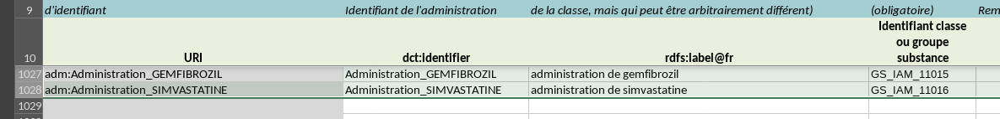 9 d'identifiant Identifiant de l'administration de la classe, mais qui peut être arbitrairement différent) (obligatoire) Rem
Identifiant classe
ou groupe
10 URI dct:identifier rdfs:label@fr substance
1027 adm:Administration_GEMFIBROZIL Administration_GEMFIBROZIL administration de gemfibrozil GS_IAM_11015
1028 adm:Administration_SIMVASTATINE Administration_SIMVASTATINE administration de simvastatine GS_IAM_11016
1029